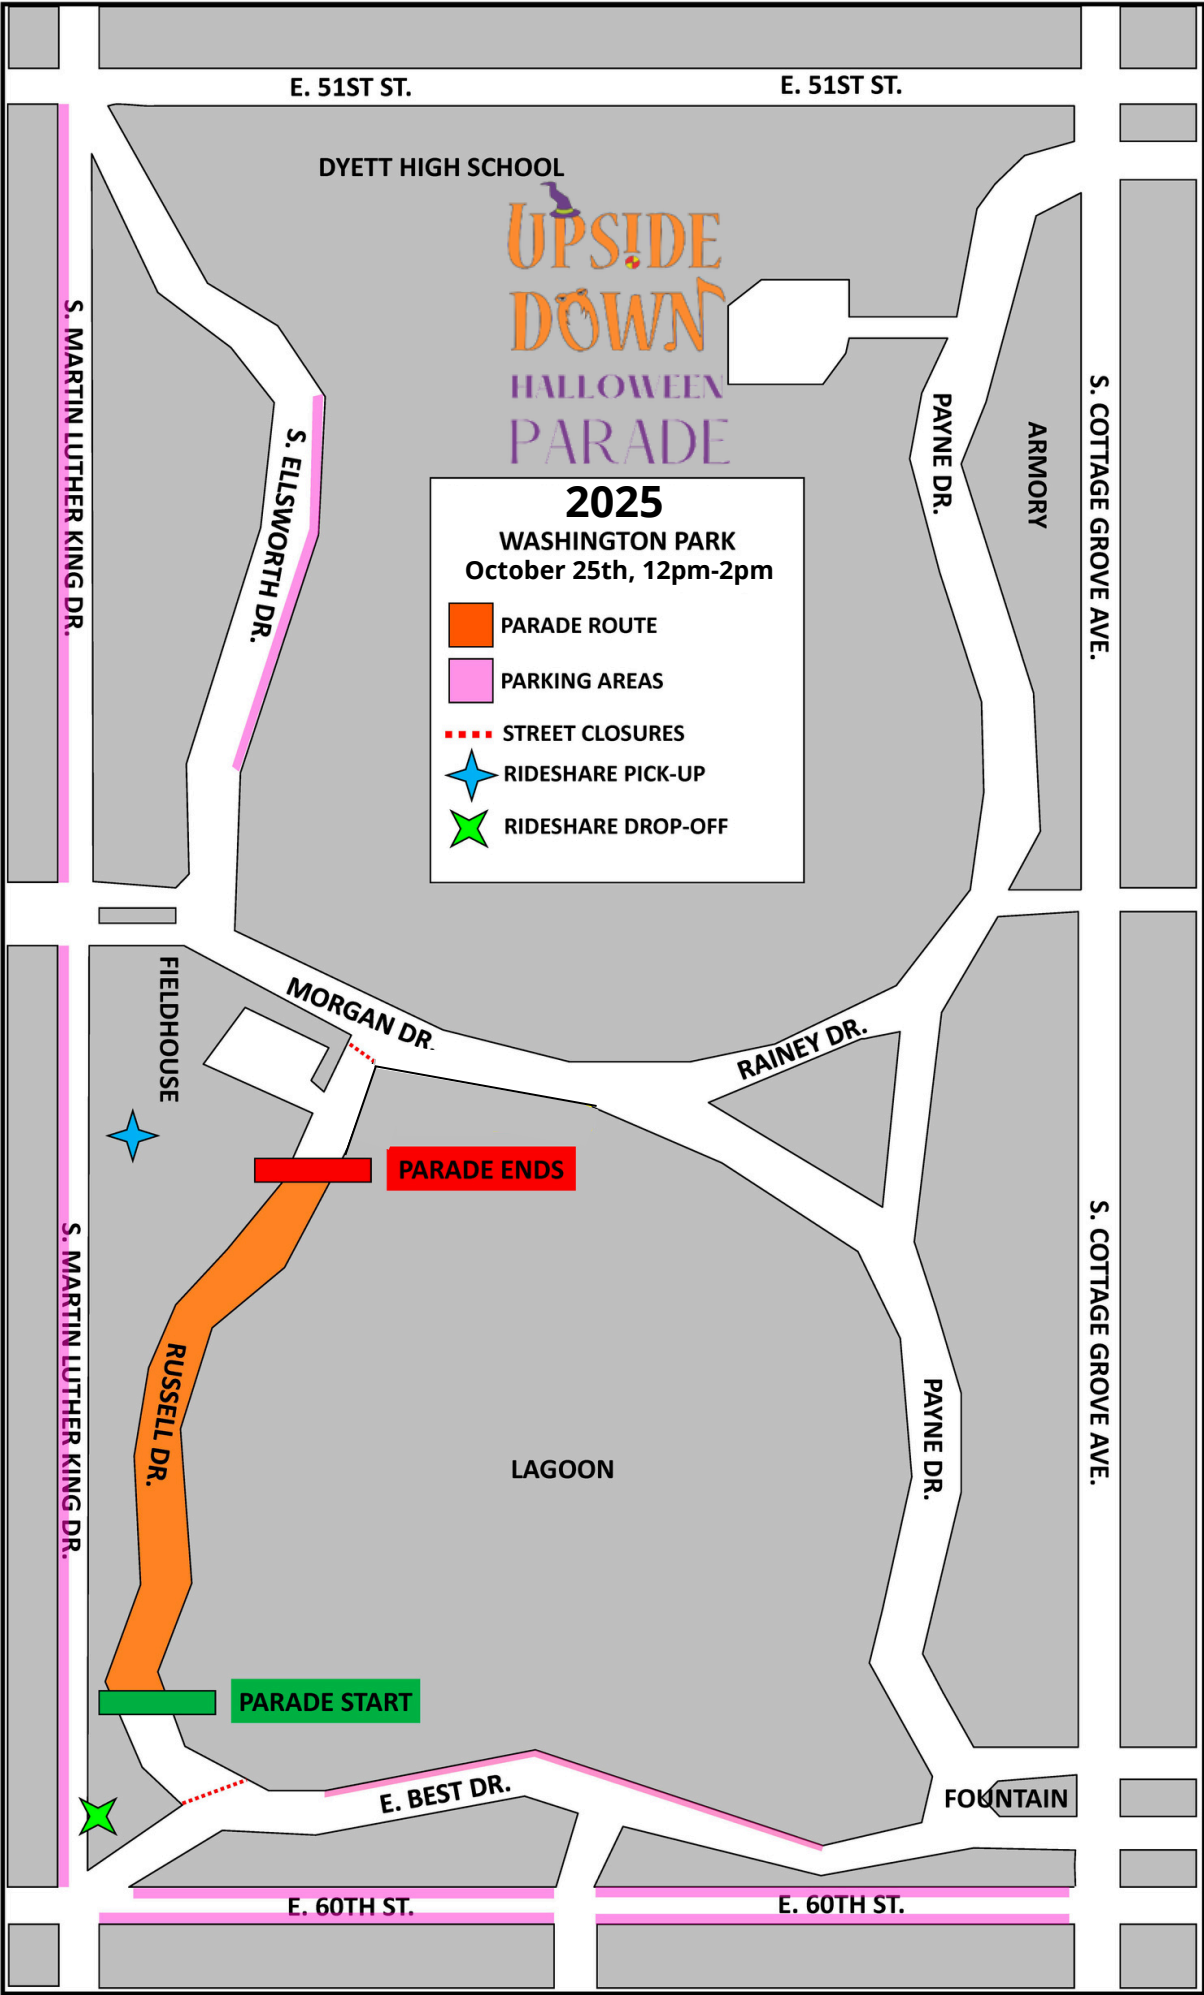 E. 51ST ST.
E. 51ST ST.
DYETT HIGH SCHOOL
UPSIDE
DOWN
HALLOWEEN
PARADE
S. MARTIN LUTHER KING DR.
S. ELLSWORTH DR.
PAYNE DR.
ARMORY
S. COTTAGE GROVE AVE.
2025
WASHINGTON PARK
October 25th, 12pm-2pm
PARADE ROUTE
PARKING AREAS
STREET CLOSURES
RIDESHARE PICK-UP
RIDESHARE DROP-OFF
FIELDHOUSE
MORGAN DR.
RAINEY DR.
PARADE ENDS
S. MARTIN LUTHER KING DR.
RUSSELL DR.
LAGOON
PAYNE DR.
S. COTTAGE GROVE AVE.
PARADE START
E. BEST DR.
FOUNTAIN
E. 60TH ST.
E. 60TH ST.